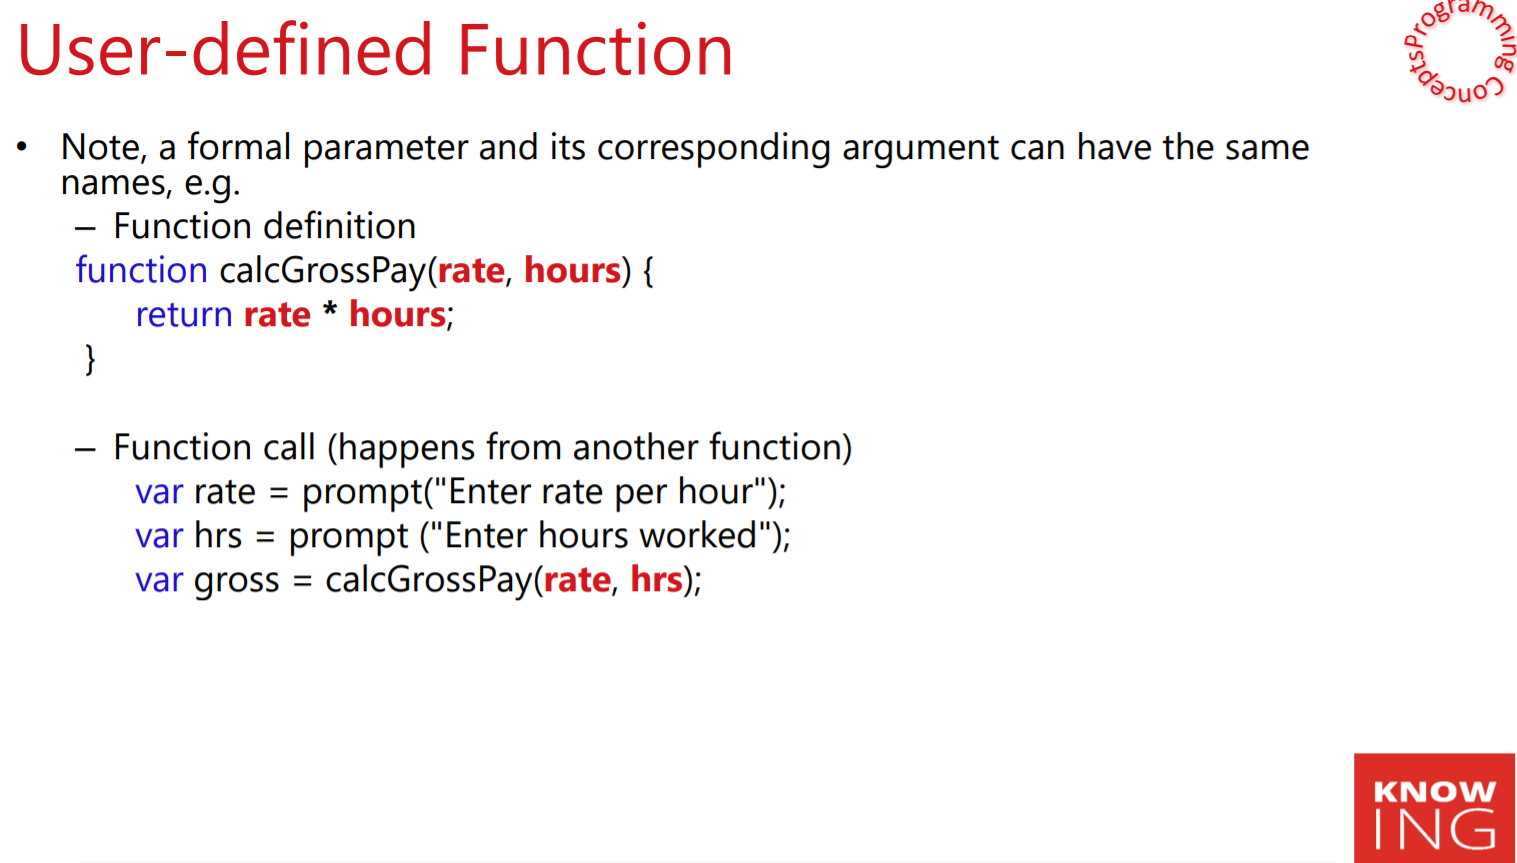 User-defined Function
Programming Concepts
• Note, a formal parameter and its corresponding argument can have the same
names, e.g.
– Function definition
function calcGrossPay(rate, hours) {
return rate * hours;
}
– Function call (happens from another function)
var rate = prompt("Enter rate per hour");
var hrs = prompt ("Enter hours worked");
var gross = calcGrossPay(rate, hrs);
KNOW
ING